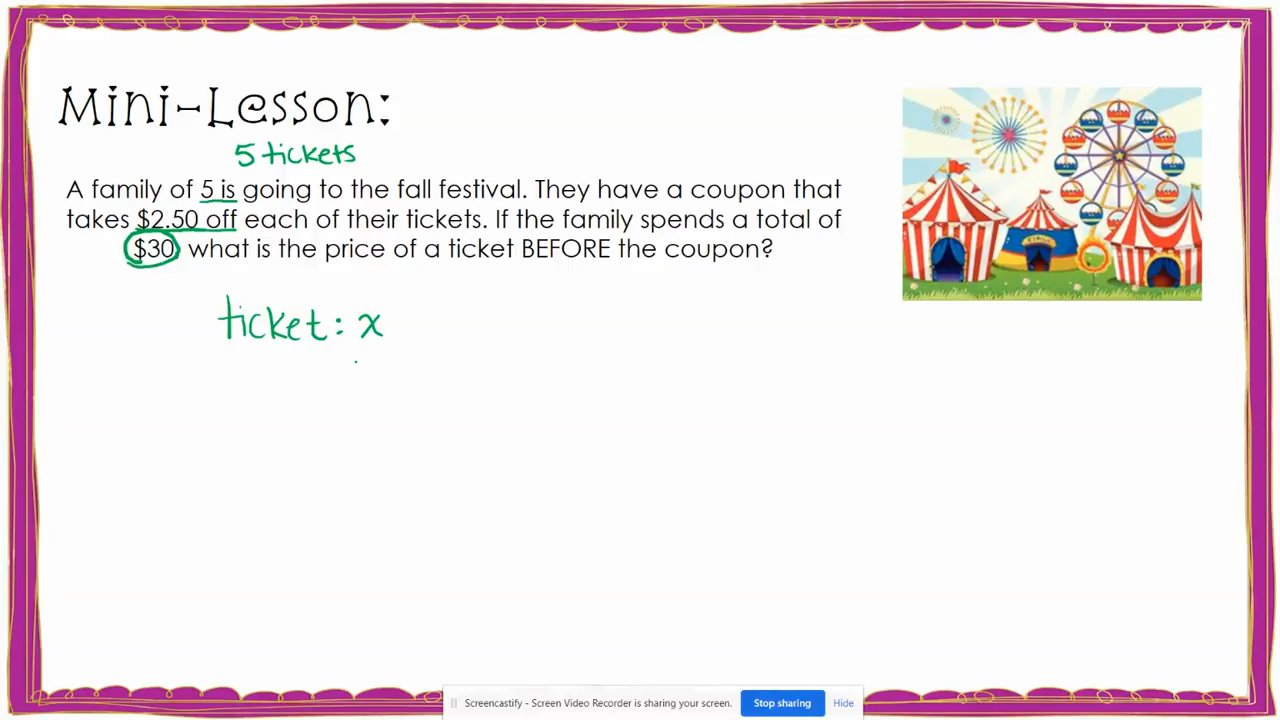 Mini-Lesson:
5 tickets
A family of 5 is going to the fall festival. They have a coupon that
takes $2.50 off each of their tickets. If the family spends a total of
$30 what is the price of a ticket BEFORE the coupon?
ticket: x
CIRCUS
Screencastify - Screen Video Recorder is sharing your screen. Stop sharing Hide